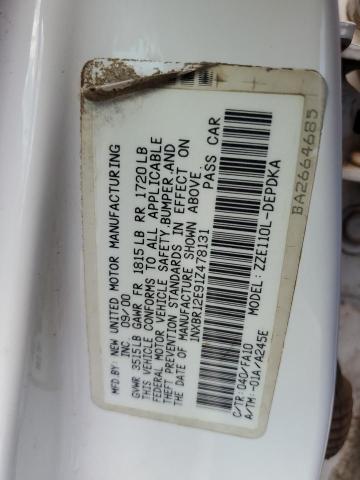 MFD.BY NEW UNITED MOTOR MANUFACTURING
INC 09/00
GVWR 3515LB GAWR FR 1815LB RR 1720LB
THIS VEHICLE CONFORMS TO ALL APPLICABLE
FEDERAL MOTOR VEHICLE SAFETY,BUMPER,AND
THEFT PREVENTION STANDARDS IN EFFECT ON
THE DATE OF MANUFACTURE SHOWN ABOVE.
1NXBR12E91Z478131 PASS CAR
C/TR: 040/FA10 MODEL: ZZE110L-DEPDKA
A/TM: -01A/A245E
BA2664685